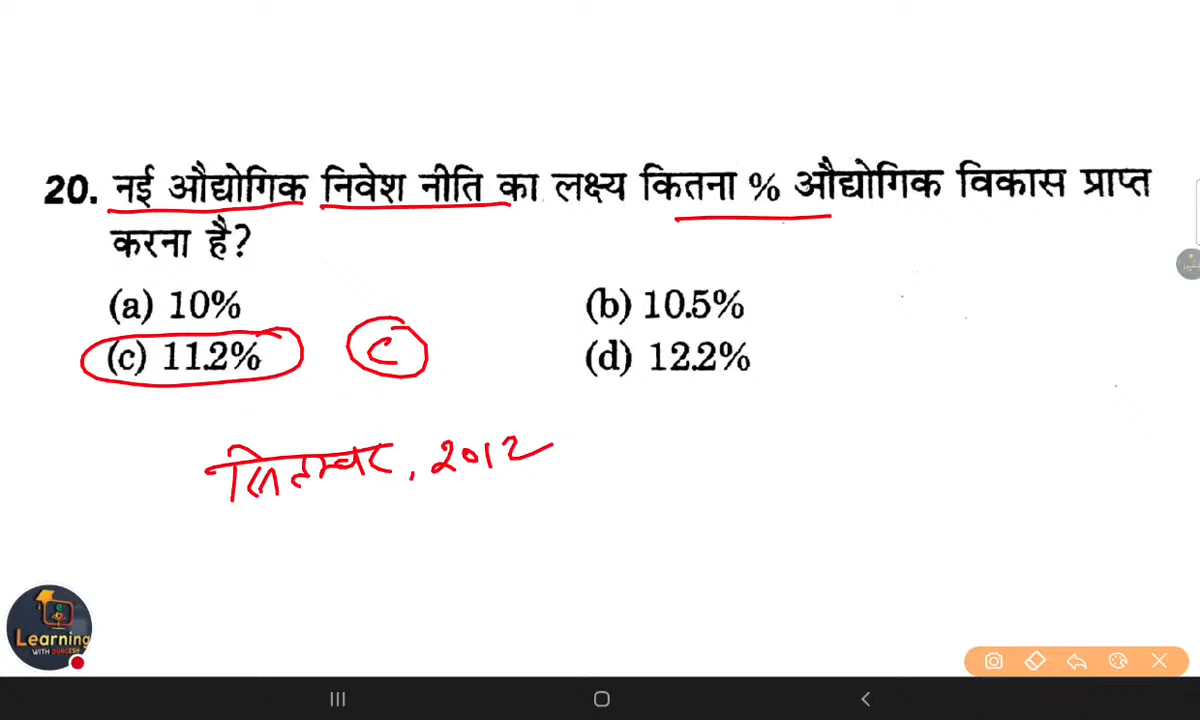 20. नई औद्योगिक निवेश नीति का लक्ष्य कितना % औद्योगिक विकास प्राप्त
करना है?
(a) 10% (b) 10.5%
(c) 11.2% C (d) 12.2%
सितम्बर, 2012
Learning
WITH DURGESH